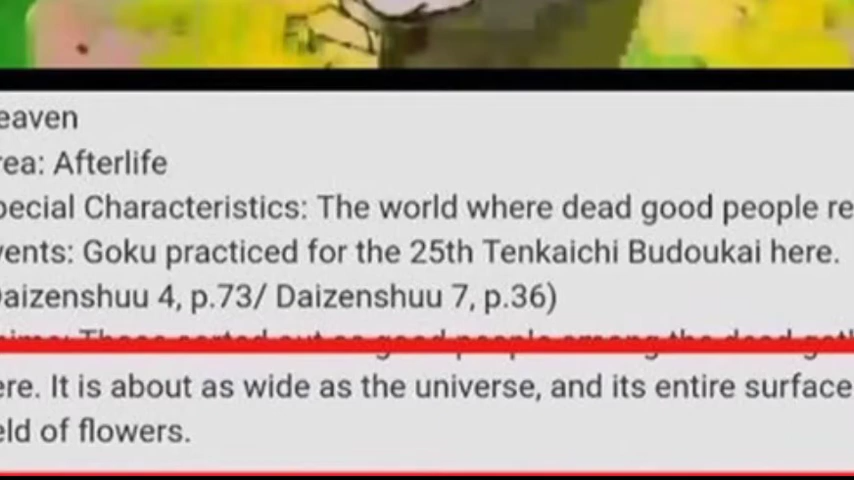 eaven
rea: Afterlife
pecial Characteristics: The world where dead good people re
vents: Goku practiced for the 25th Tenkaichi Budoukai here.
Daizenshuu 4, p.73/ Daizenshuu 7, p.36)
ere. It is about as wide as the universe, and its entire surface
eld of flowers.